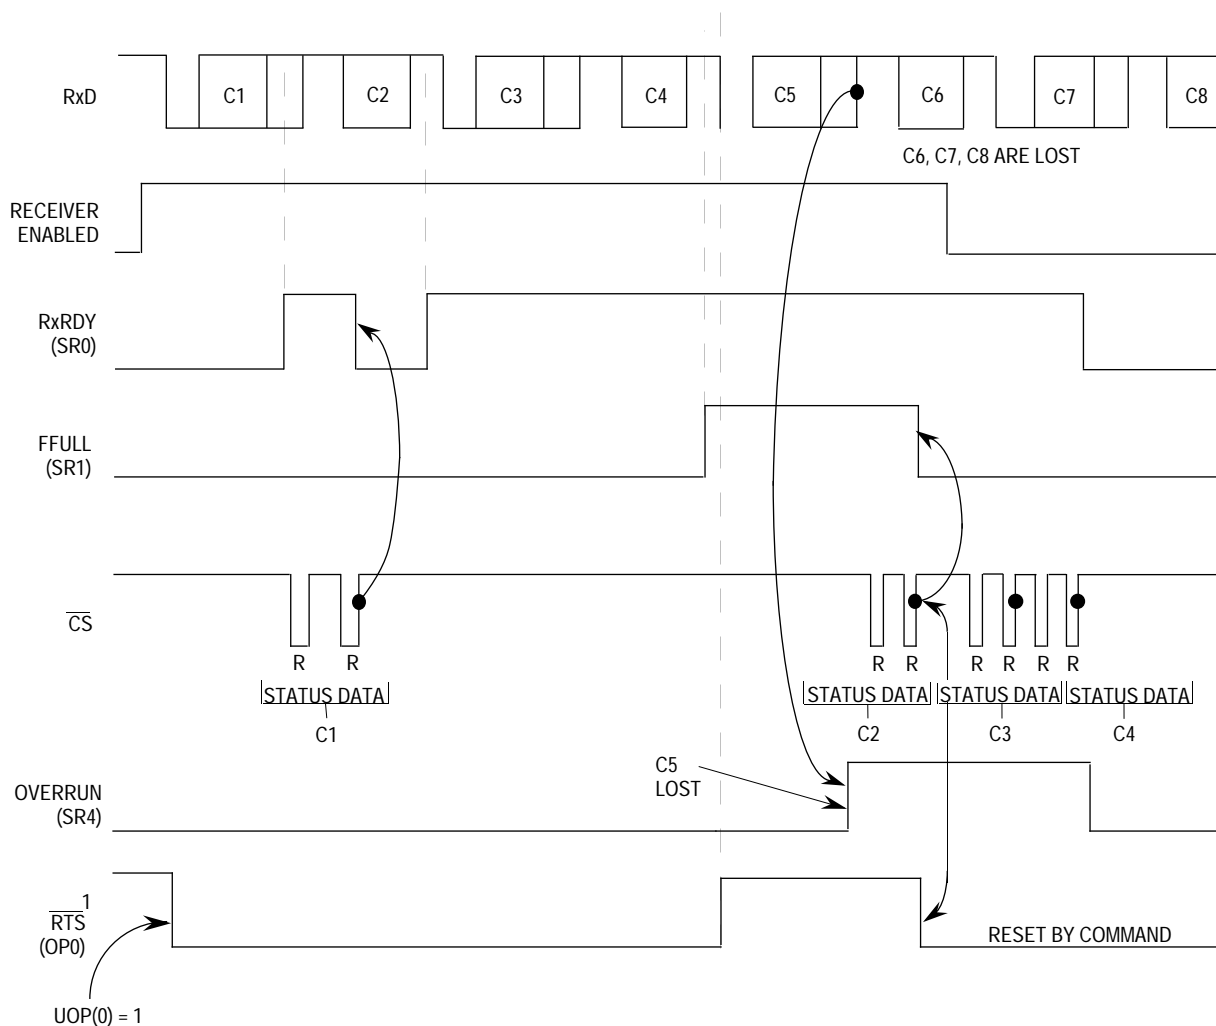 RxD
C1
C2
C3
C4
C5
C6
C7
C8
C6, C7, C8 ARE LOST
RECEIVER
ENABLED
RxRDY
(SR0)
FFULL
(SR1)
CS
R
R
R
R
R
R
R
R
STATUS DATA
STATUS DATA
STATUS DATA
STATUS DATA
C1
C2
C3
C4
C5
LOST
OVERRUN
(SR4)
RTS1
(OP0)
RESET BY COMMAND
UOP(0) = 1